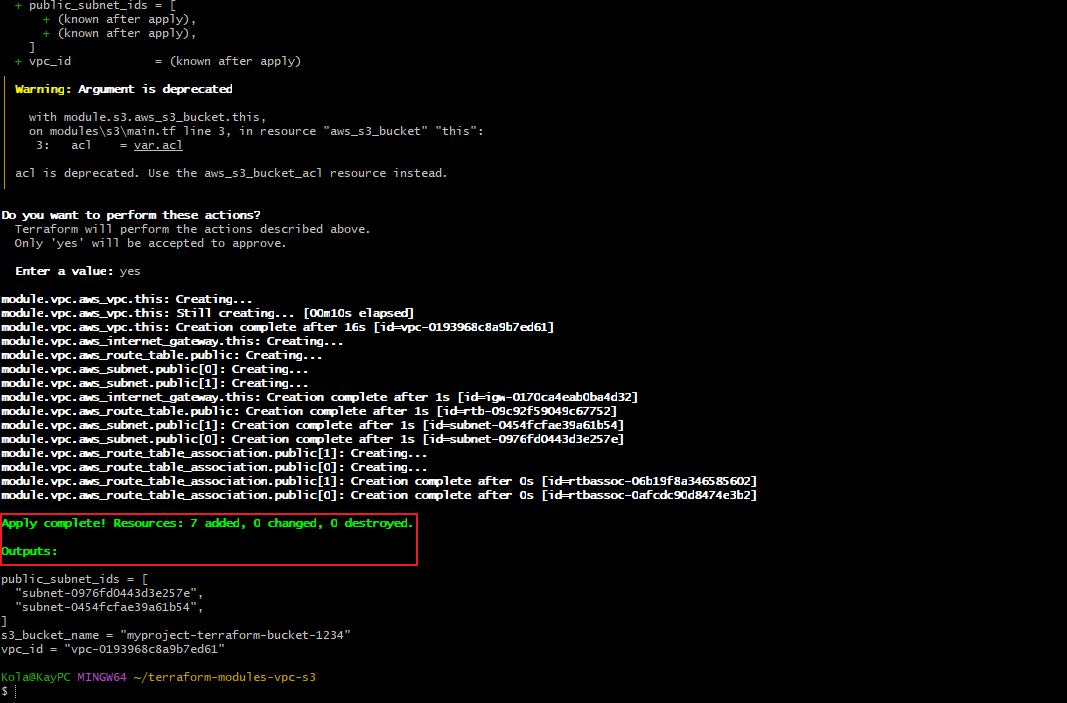 + public_subnet_ids = [
+ (known after apply),
+ (known after apply),
]
+ vpc_id = (known after apply)
Warning: Argument is deprecated
with module.s3.aws_s3_bucket.this,
on modules\s3\main.tf line 3, in resource "aws_s3_bucket" "this":
3: acl = var.acl
acl is deprecated. Use the aws_s3_bucket_acl resource instead.
Do you want to perform these actions?
Terraform will perform the actions described above.
Only 'yes' will be accepted to approve.
Enter a value: yes
module.vpc.aws_vpc.this: Creating...
module.vpc.aws_vpc.this: Still creating... [00m10s elapsed]
module.vpc.aws_vpc.this: Creation complete after 16s [id=vpc-0193968c8a9b7ed61]
module.vpc.aws_internet_gateway.this: Creating...
module.vpc.aws_route_table.public: Creating...
module.vpc.aws_subnet.public[0]: Creating...
module.vpc.aws_subnet.public[1]: Creating...
module.vpc.aws_internet_gateway.this: Creation complete after 1s [id=igw-0170ca4eab0ba4d32]
module.vpc.aws_route_table.public: Creation complete after 1s [id=rtb-09c92f59049c67752]
module.vpc.aws_subnet.public[1]: Creation complete after 1s [id=subnet-0454fcfae39a61b54]
module.vpc.aws_subnet.public[0]: Creation complete after 1s [id=subnet-0976fd0443d3e257e]
module.vpc.aws_route_table_association.public[1]: Creating...
module.vpc.aws_route_table_association.public[0]: Creating...
module.vpc.aws_route_table_association.public[1]: Creation complete after 0s [id=rtbassoc-06b19f8a346585602]
module.vpc.aws_route_table_association.public[0]: Creation complete after 0s [id=rtbassoc-0afcdc90d8474e3b2]
Apply complete! Resources: 7 added, 0 changed, 0 destroyed.
Outputs:
public_subnet_ids = [
"subnet-0976fd0443d3e257e",
"subnet-0454fcfae39a61b54",
]
s3_bucket_name = "myproject-terraform-bucket-1234"
vpc_id = "vpc-0193968c8a9b7ed61"
Kola@KayPC MINGW64 ~/terraform-modules-vpc-s3
$